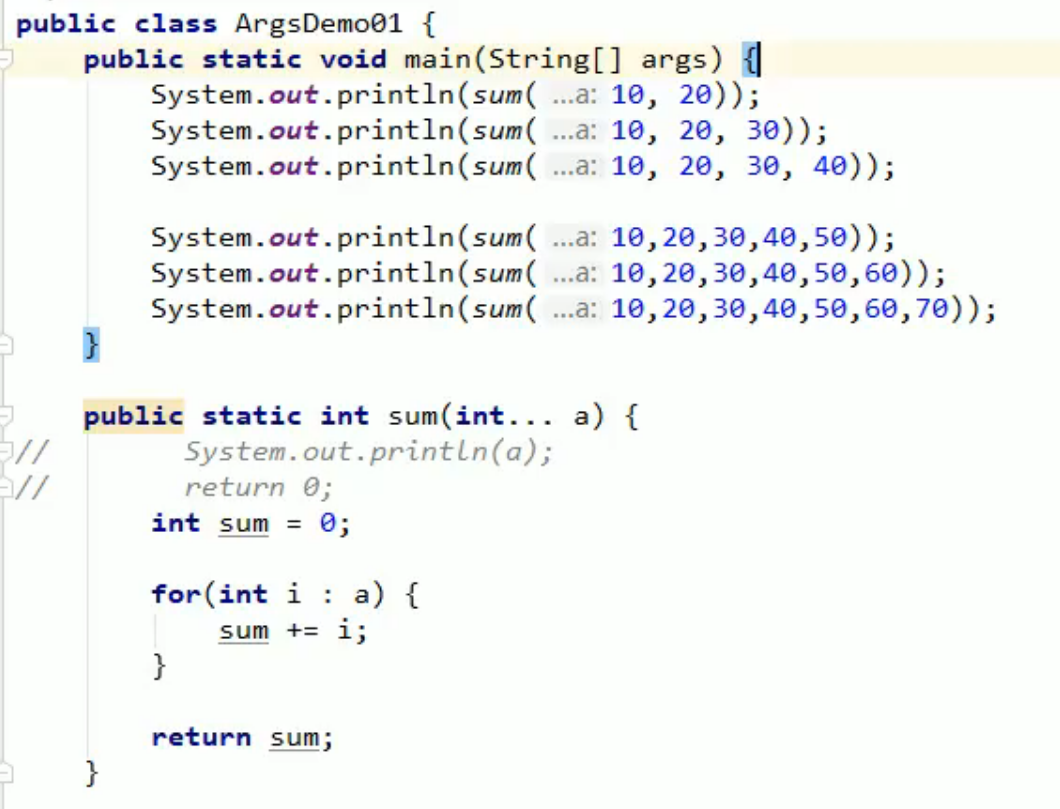 public class ArgsDemo01 {
    public static void main(String[] args) {
        System.out.println(sum( ...a: 10, 20));
        System.out.println(sum( ...a: 10, 20, 30));
        System.out.println(sum( ...a: 10, 20, 30, 40));

        System.out.println(sum( ...a: 10,20,30,40,50));
        System.out.println(sum( ...a: 10,20,30,40,50,60));
        System.out.println(sum( ...a: 10,20,30,40,50,60,70));
    }

    public static int sum(int... a) {
//        System.out.println(a);
//        return 0;
        int sum = 0;

        for(int i : a) {
            sum += i;
        }

        return sum;
    }